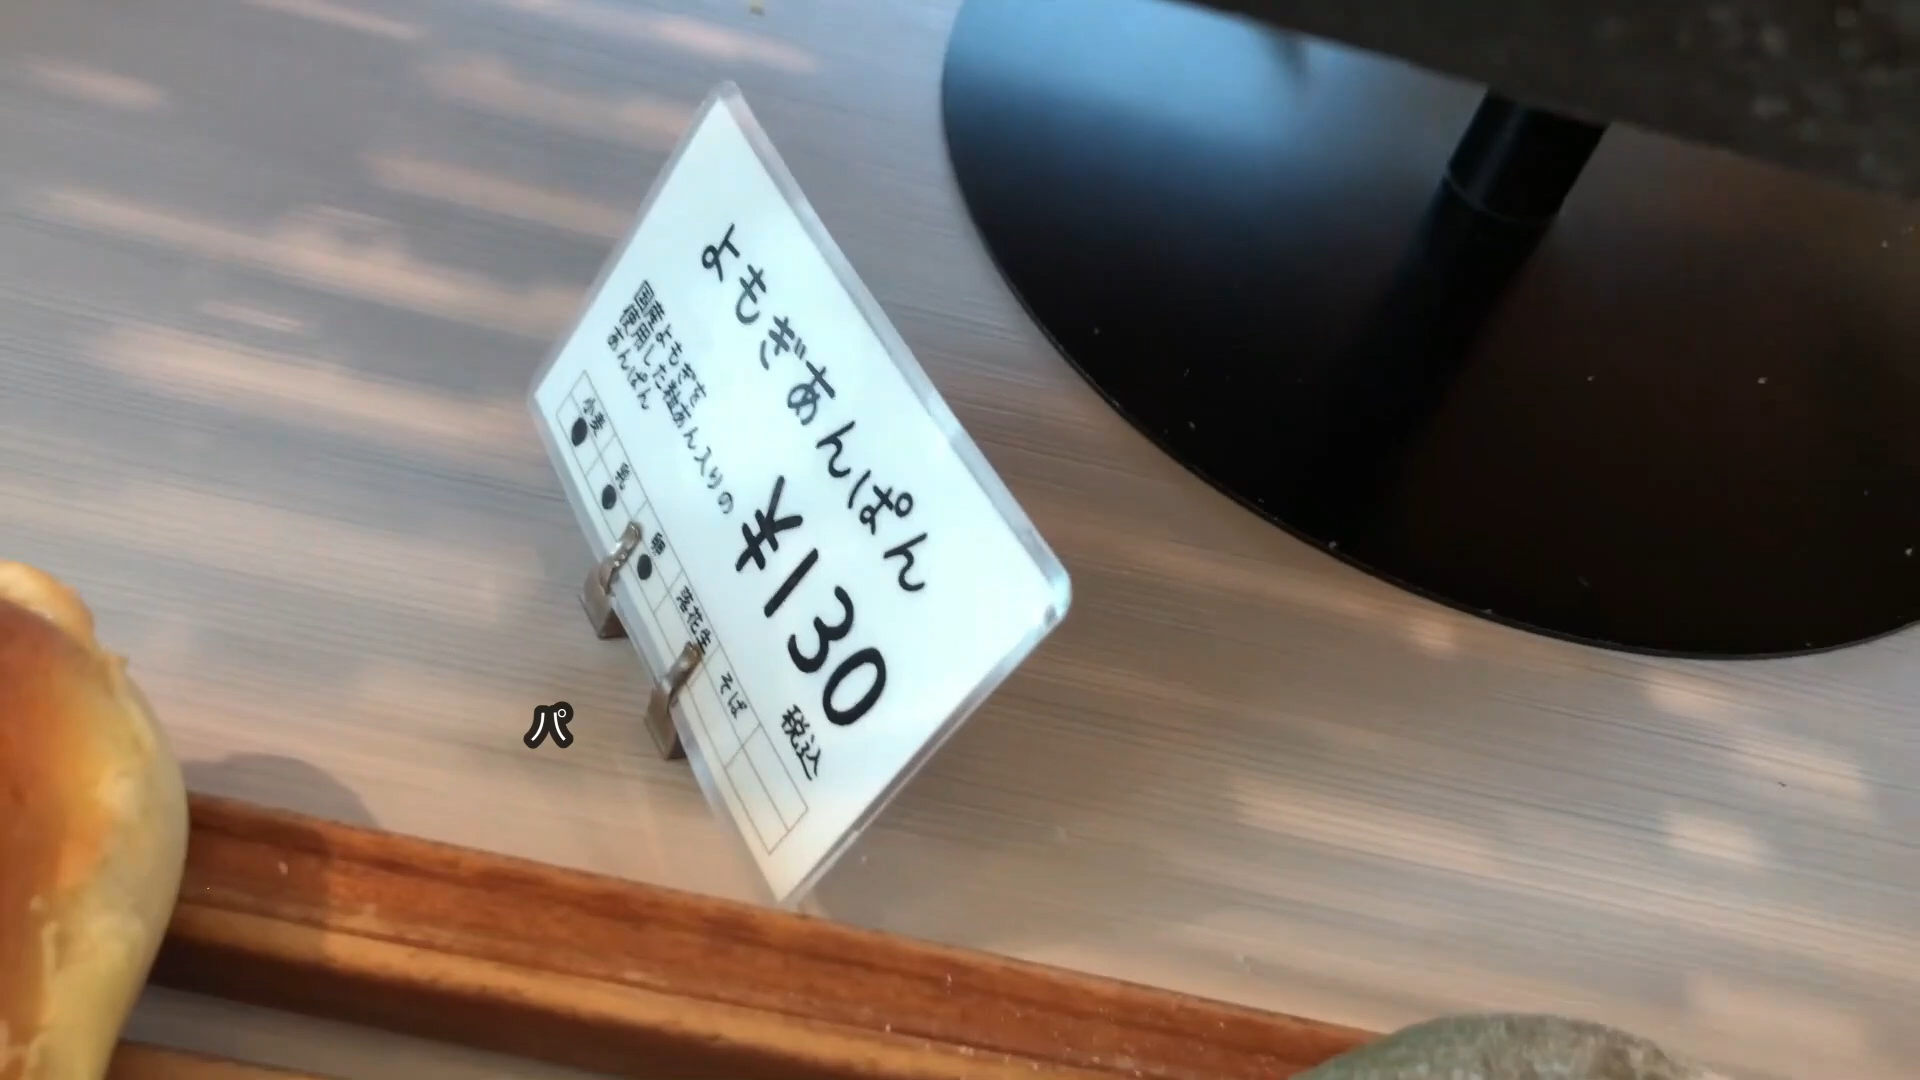 よもぎあんぱん
国産よもぎを
使用した粒あん入りの
あんぱん
¥130 税込
小麦 乳 卵 落花生 そば
● ● ●
パ